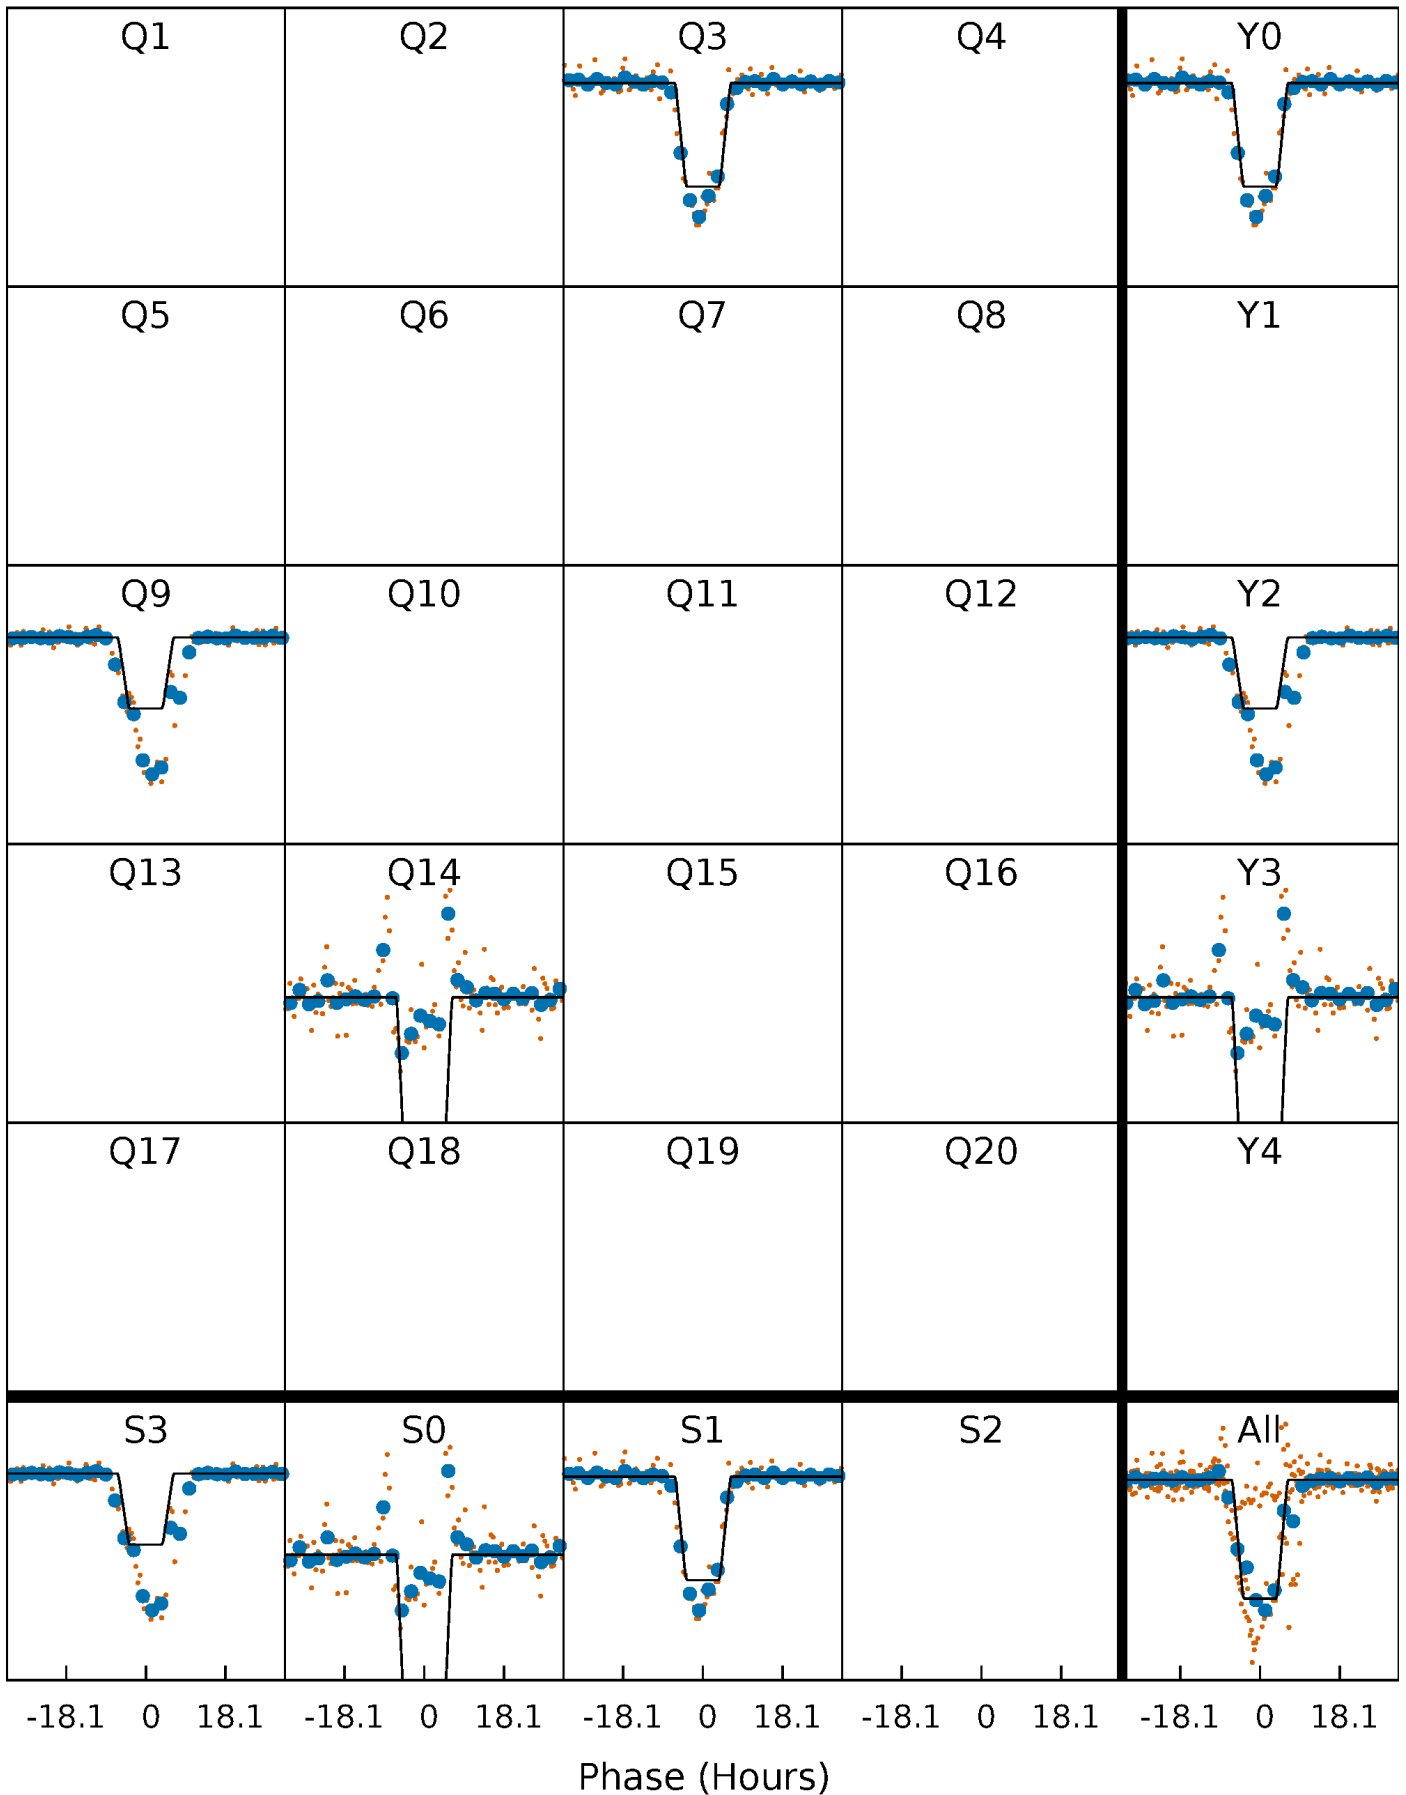 Q1 Q2 Q3 Q4 Y0
Q5 Q6 Q7 Q8 Y1
Q9 Q10 Q11 Q12 Y2
Q13 Q14 Q15 Q16 Y3
Q17 Q18 Q19 Q20 Y4
S3 S0 S1 S2 All
-18.1 0 18.1 -18.1 0 18.1 -18.1 0 18.1 -18.1 0 18.1 -18.1 0 18.1
Phase (Hours)